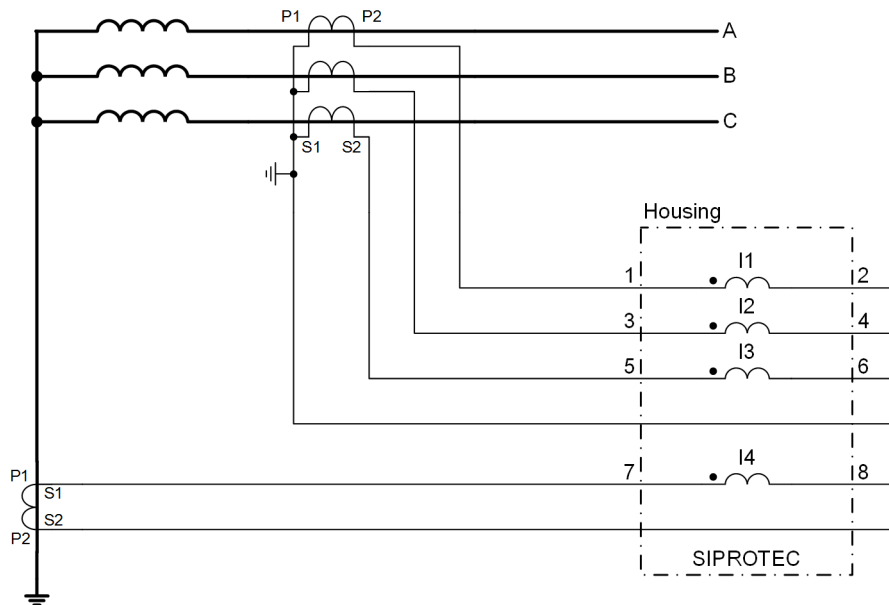 P1 P2
A
B
C
S1 S2
Housing
I1
1 2
I2
3 4
I3
5 6
I4
7 8
P1
S1
S2
P2
SIPROTEC